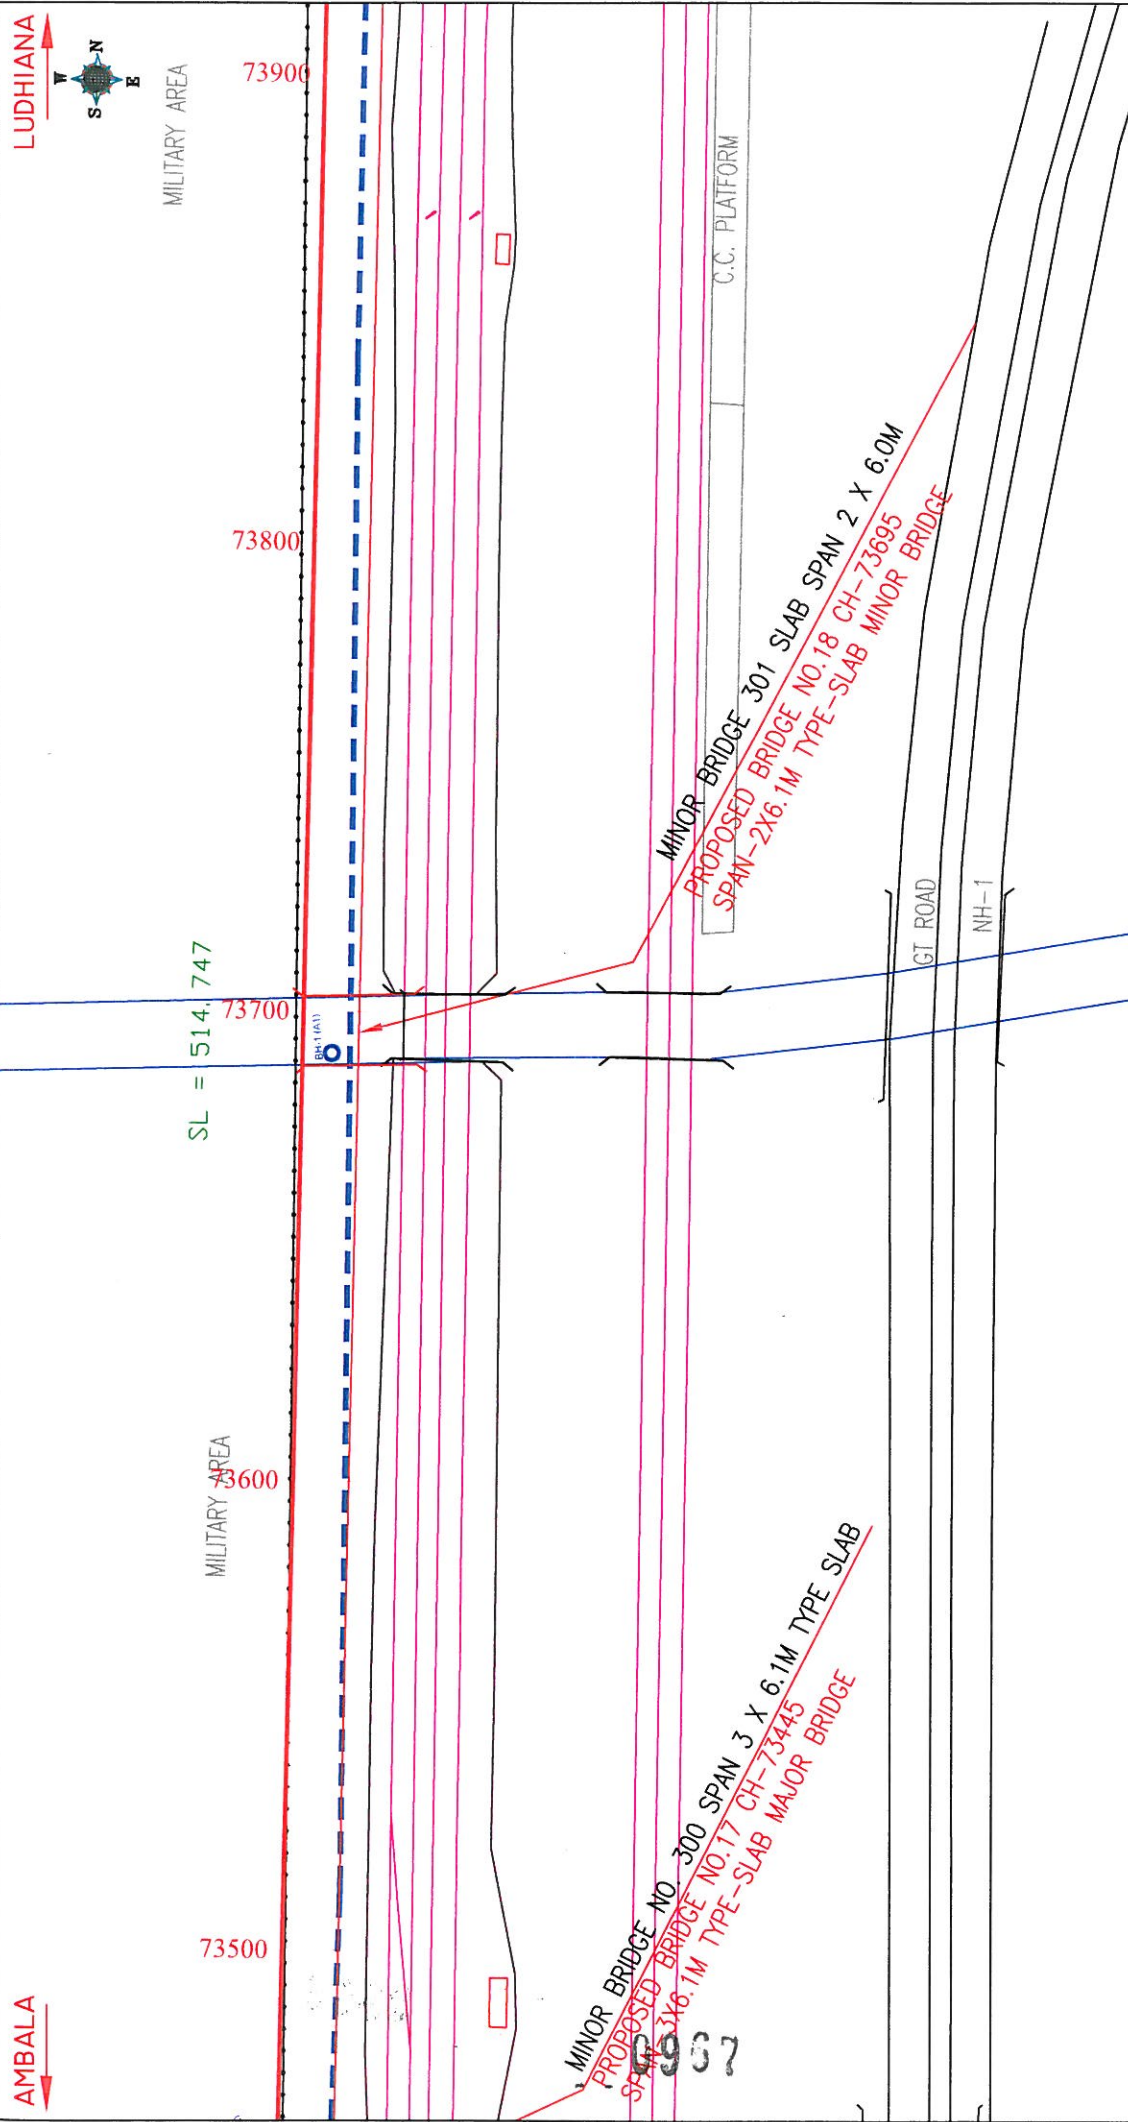 LUDHIANA
W
N
S
E
MILITARY AREA
73900
C.C. PLATFORM
73800
MINOR BRIDGE 301 SLAB SPAN 2 X 6.0M
PROPOSED BRIDGE NO.18 CH-73695
SPAN-2X6.1M TYPE-SLAB MINOR BRIDGE
GT ROAD
NH-1
SL = 514.747
73700
BH-1 (A1)
MILITARY AREA
73600
MINOR BRIDGE NO. 300 SPAN 3 X 6.1M TYPE SLAB
PROPOSED BRIDGE NO.17 CH-73445
SPAN-3X6.1M TYPE-SLAB MAJOR BRIDGE
73500
AMBALA
0967